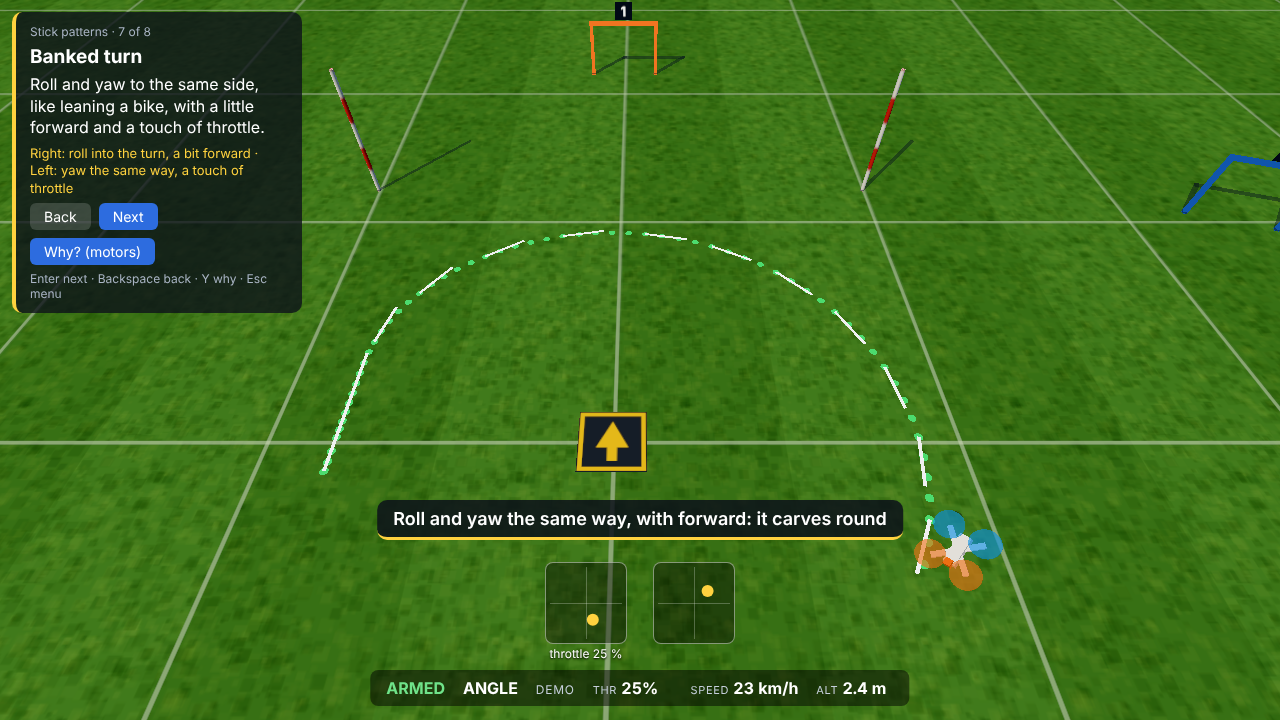 Stick patterns · 7 of 8
Banked turn
Roll and yaw to the same side,
like leaning a bike, with a little
forward and a touch of throttle.
Right: roll into the turn, a bit forward ·
Left: yaw the same way, a touch of
throttle
Back Next
Why? (motors)
Enter next · Backspace back · Y why · Esc
menu
1
Roll and yaw the same way, with forward: it carves round
throttle 25 %
ARMED ANGLE DEMO THR 25% SPEED 23 km/h ALT 2.4 m